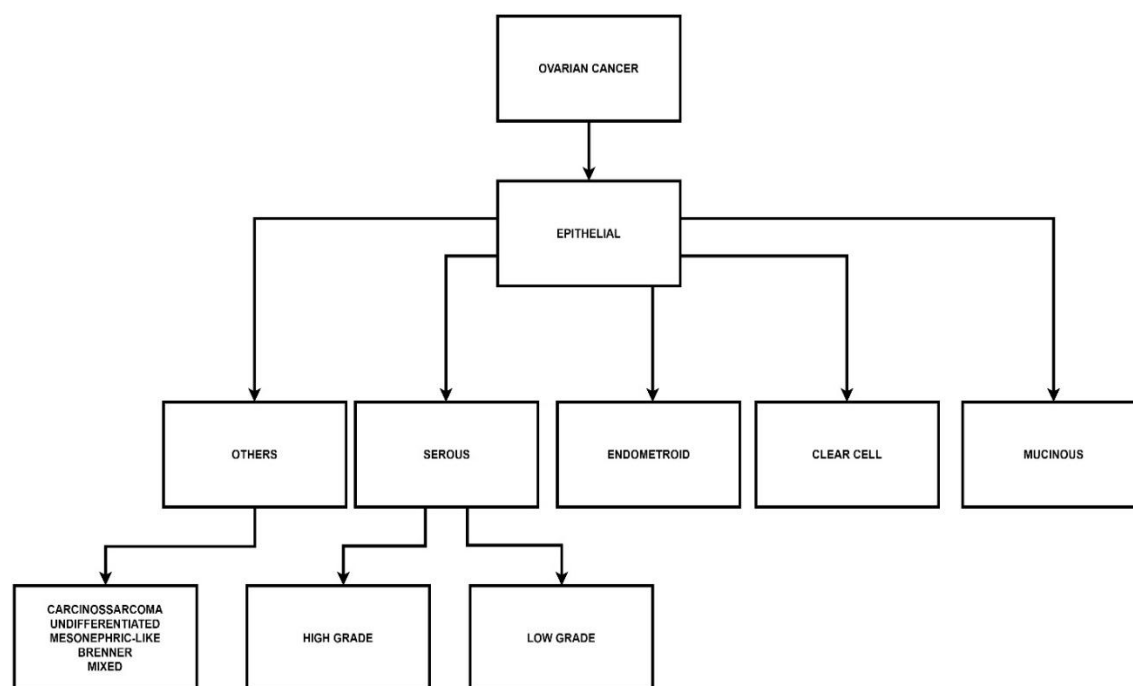 OVARIAN CANCER
EPITHELIAL
OTHERS
SEROUS
ENDOMETROID
CLEAR CELL
MUCINOUS
CARCINOSSARCOMA
UNDIFFERENTIATED
MESONEPHRIC-LIKE
BRENNER
MIXED
HIGH GRADE
LOW GRADE